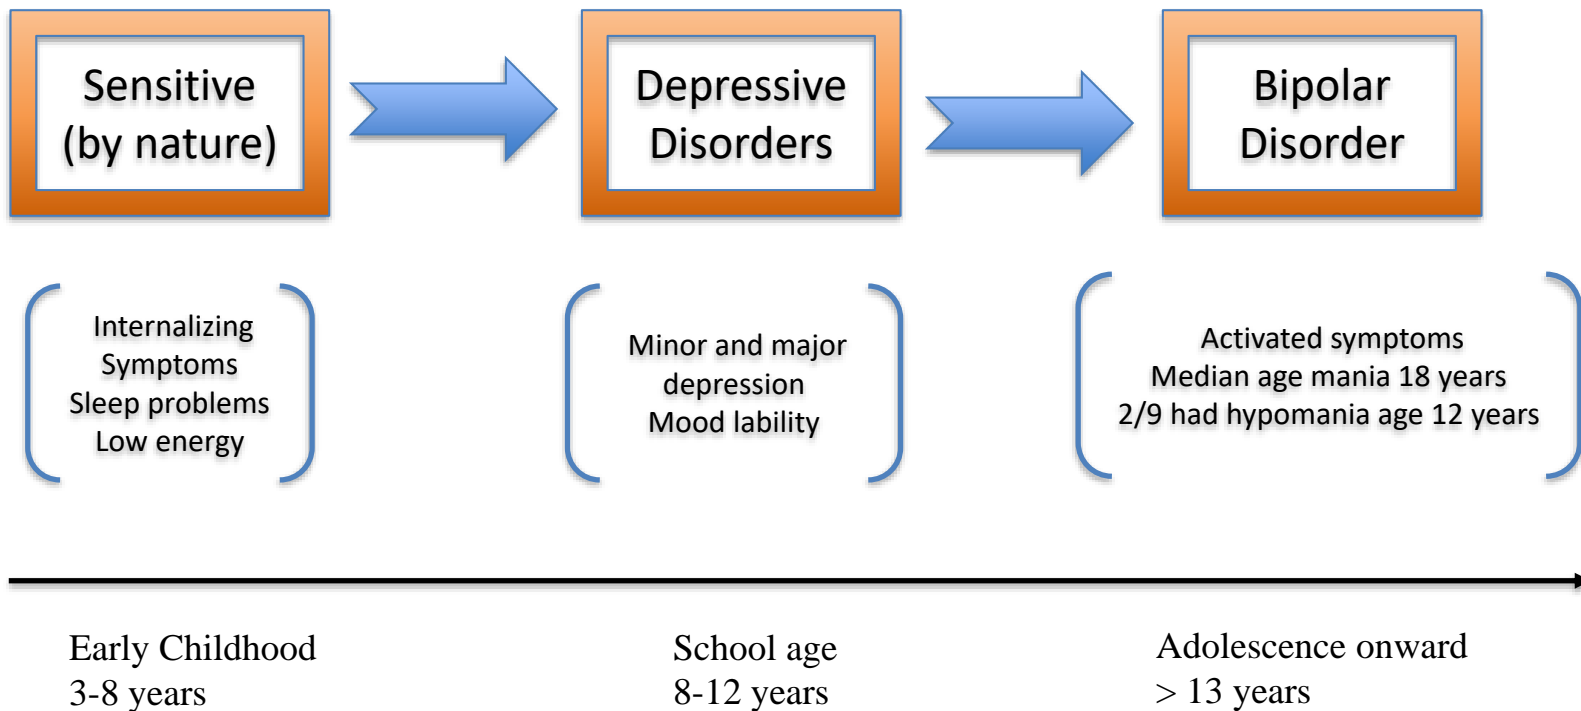 Sensitive
(by nature)
Depressive
Disorders
Bipolar
Disorder
Internalizing
Symptoms
Sleep problems
Low energy
Minor and major
depression
Mood lability
Activated symptoms
Median age mania 18 years
2/9 had hypomania age 12 years
Early Childhood
3-8 years
School age
8-12 years
Adolescence onward
> 13 years